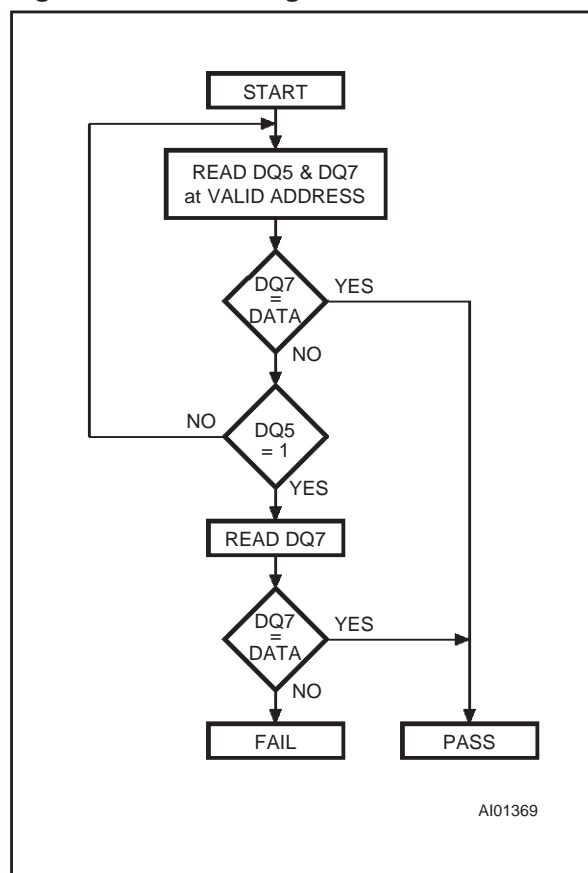 START
READ DQ5 & DQ7
at VALID ADDRESS
DQ7
=
DATA
YES
NO
NO
DQ5
= 1
YES
READ DQ7
DQ7
=
DATA
YES
NO
FAIL
PASS
AI01369